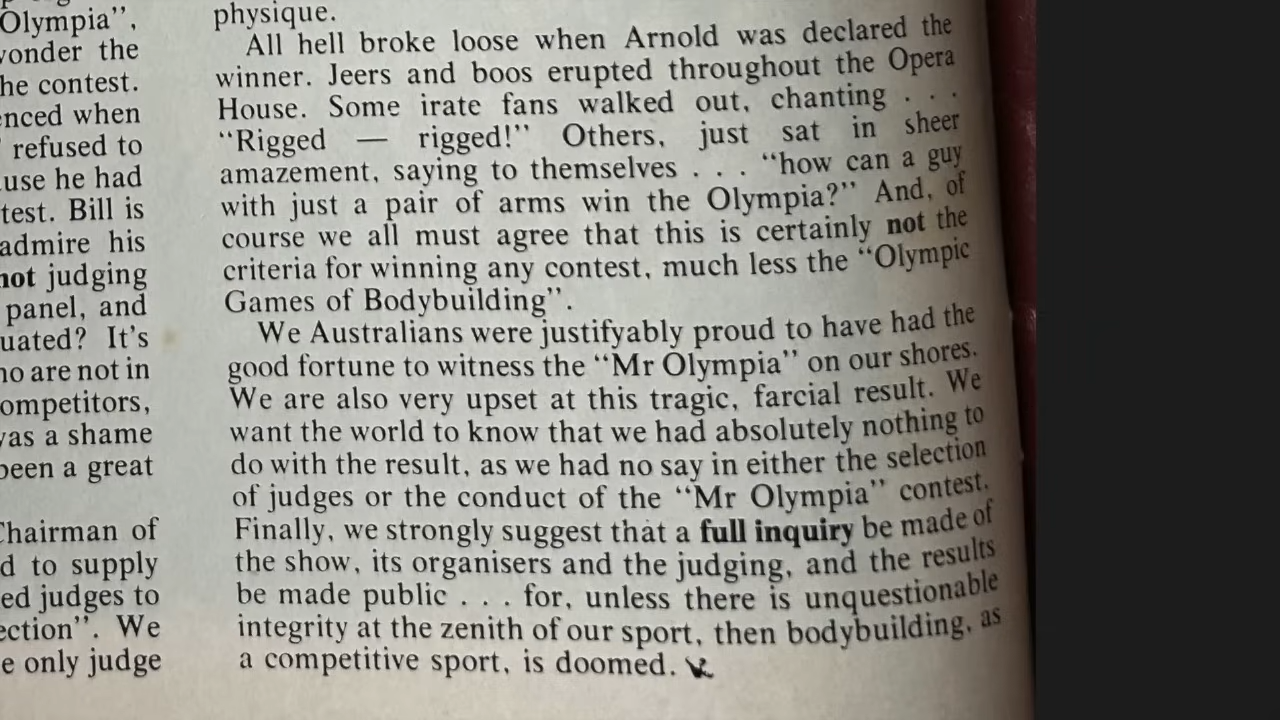 Olympia",
wonder the
he contest.
enced when
refused to
use he had
test. Bill is
admire his
not judging
panel, and
uated? It's
ho are not in
ompetitors,
was a shame
been a great
Chairman of
d to supply
ed judges to
ection". We
e only judge
physique.
All hell broke loose when Arnold was declared the
winner. Jeers and boos erupted throughout the Opera
House. Some irate fans walked out, chanting . . .
"Rigged — rigged!" Others, just sat in sheer
amazement, saying to themselves . . . "how can a guy
with just a pair of arms win the Olympia?" And, of
course we all must agree that this is certainly not the
criteria for winning any contest, much less the "Olympic
Games of Bodybuilding".
We Australians were justifyably proud to have had the
good fortune to witness the "Mr Olympia" on our shores.
We are also very upset at this tragic, farcial result. We
want the world to know that we had absolutely nothing to
do with the result, as we had no say in either the selection
of judges or the conduct of the "Mr Olympia" contest.
Finally, we strongly suggest that a full inquiry be made of
the show, its organisers and the judging, and the results
be made public . . . for, unless there is unquestionable
integrity at the zenith of our sport, then bodybuilding, as
a competitive sport, is doomed.